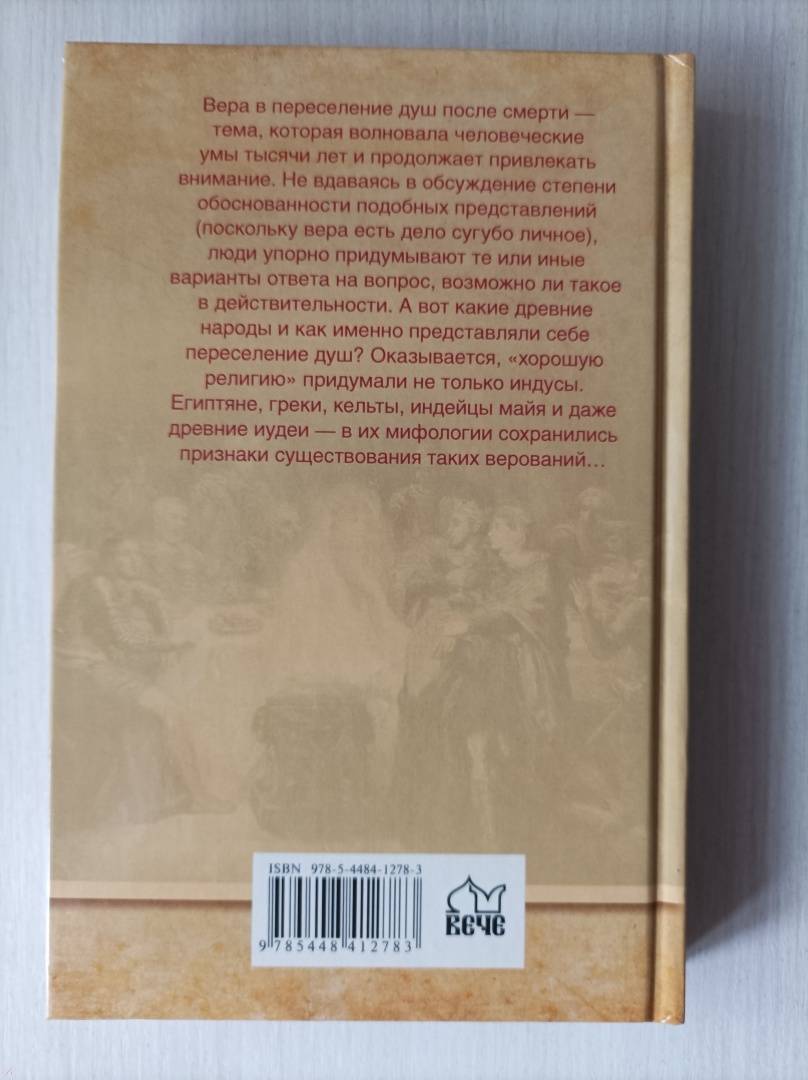 Вера в переселение душ после смерти —
тема, которая волновала человеческие
умы тысячи лет и продолжает привлекать
внимание. Не вдаваясь в обсуждение степени
обоснованности подобных представлений
(поскольку вера есть дело сугубо личное),
люди упорно придумывают те или иные
варианты ответа на вопрос, возможно ли такое
в действительности. А вот какие древние
народы и как именно представляли себе
переселение душ? Оказывается, «хорошую
религию» придумали не только индусы.
Египтяне, греки, кельты, индейцы майя и даже
древние иудеи — в их мифологии сохранились
признаки существования таких верований...
ISBN 978-5-4484-1278-3
9 785448 412783
ВЕЧЕ